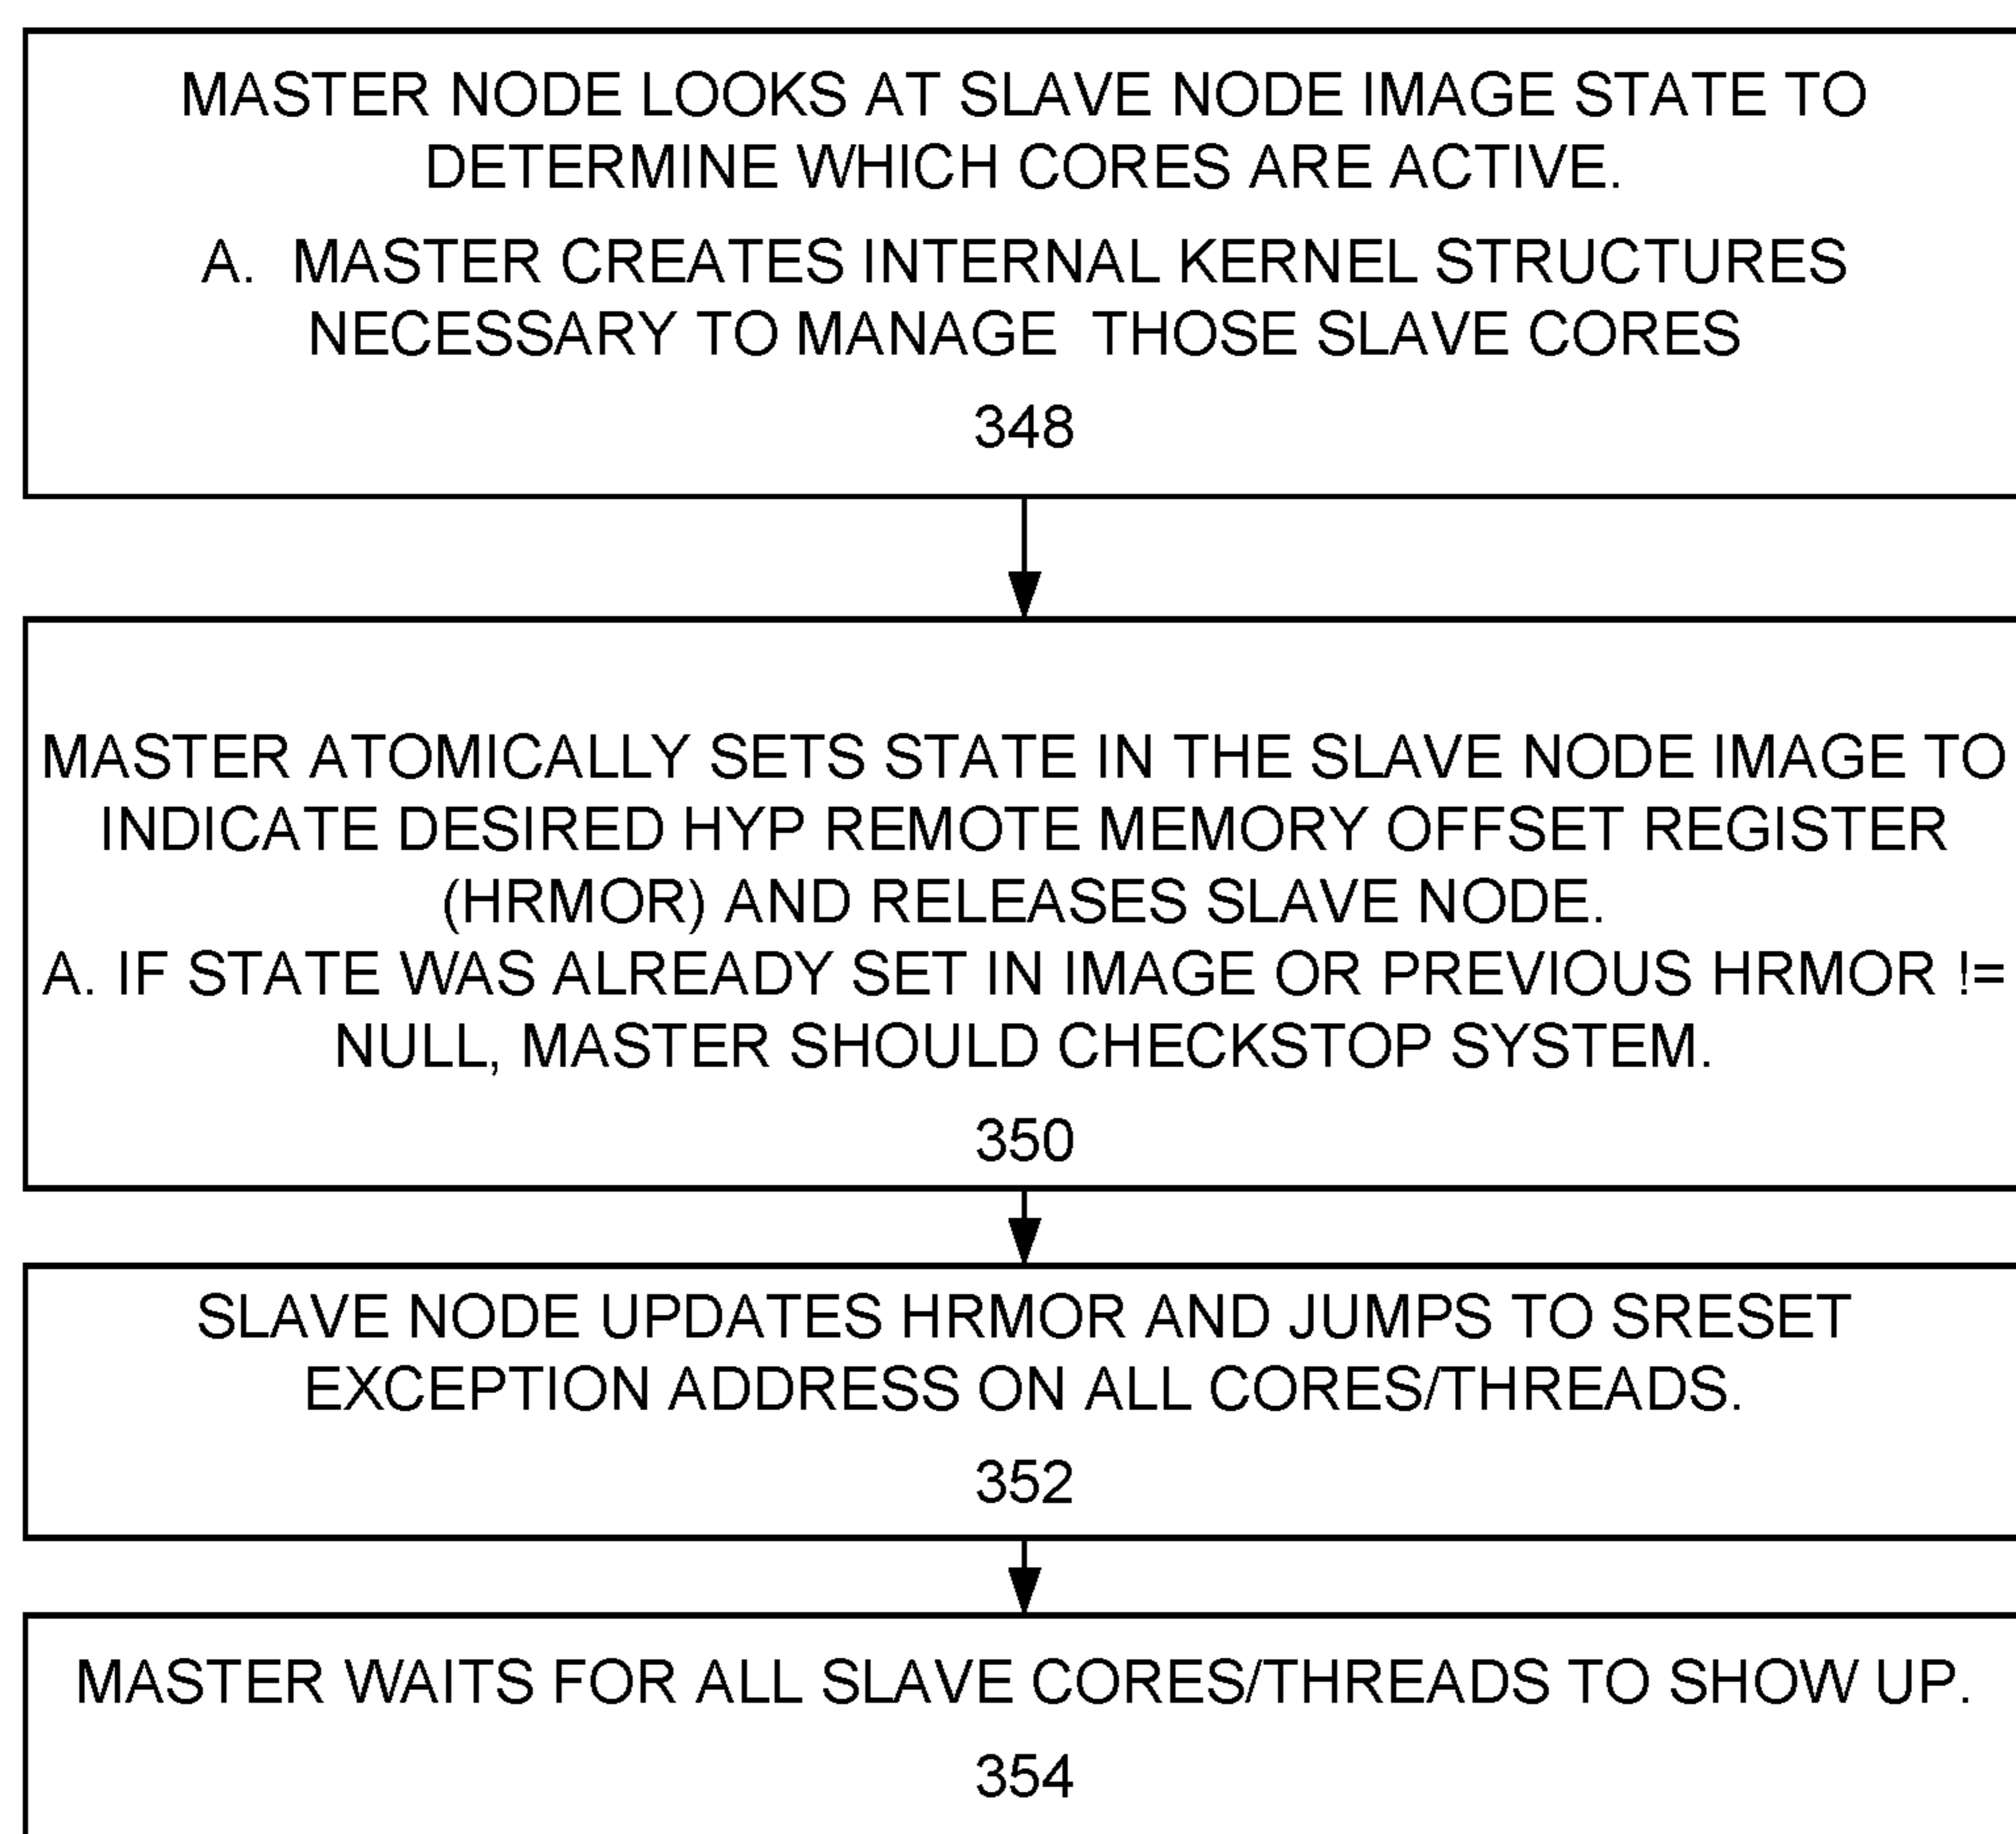 MASTER NODE LOOKS AT SLAVE NODE IMAGE STATE TO
DETERMINE WHICH CORES ARE ACTIVE.
A. MASTER CREATES INTERNAL KERNEL STRUCTURES
NECESSARY TO MANAGE THOSE SLAVE CORES
348
MASTER ATOMICALLY SETS STATE IN THE SLAVE NODE IMAGE TO
INDICATE DESIRED HYP REMOTE MEMORY OFFSET REGISTER
(HRMOR) AND RELEASES SLAVE NODE.
A. IF STATE WAS ALREADY SET IN IMAGE OR PREVIOUS HRMOR !=
NULL, MASTER SHOULD CHECKSTOP SYSTEM.
350
SLAVE NODE UPDATES HRMOR AND JUMPS TO SRESET
EXCEPTION ADDRESS ON ALL CORES/THREADS.
352
MASTER WAITS FOR ALL SLAVE CORES/THREADS TO SHOW UP.
354